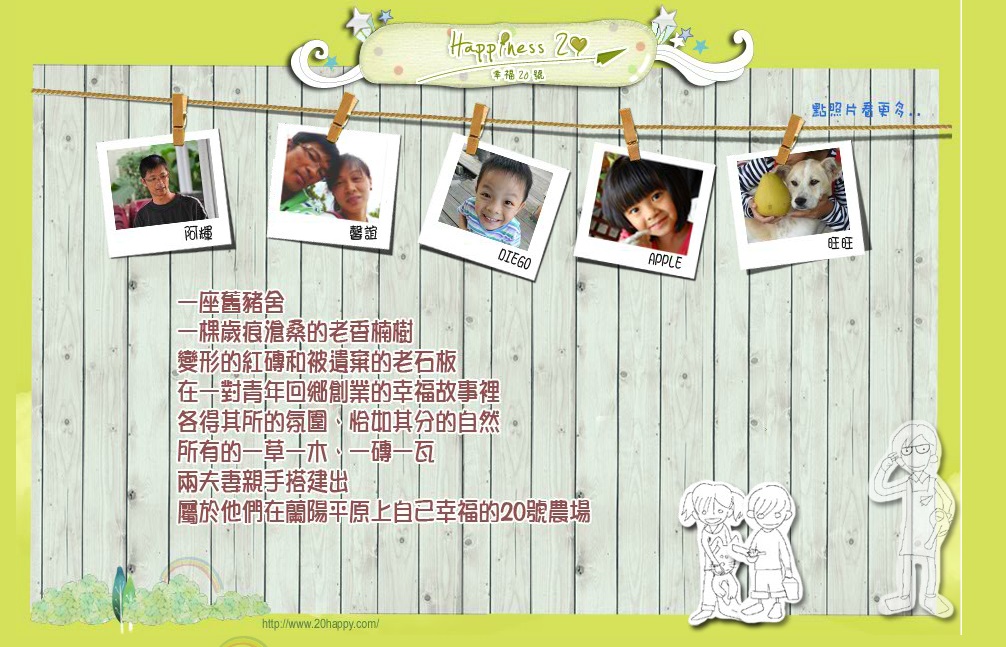 Happiness 20
幸福20號
點照片看更多..
阿輝
馨誼
DIEGO
APPLE
旺旺
一座舊豬舍
一棵歲痕滄桑的老香楠樹
變形的紅磚和被遺棄的老石板
在一對青年回鄉創業的幸福故事裡
各得其所的氛圍、恰如其分的自然
所有的一草一木、一磚一瓦
兩夫妻親手搭建出
屬於他們在蘭陽平原上自己幸福的20號農場
http://www.20happy.com/